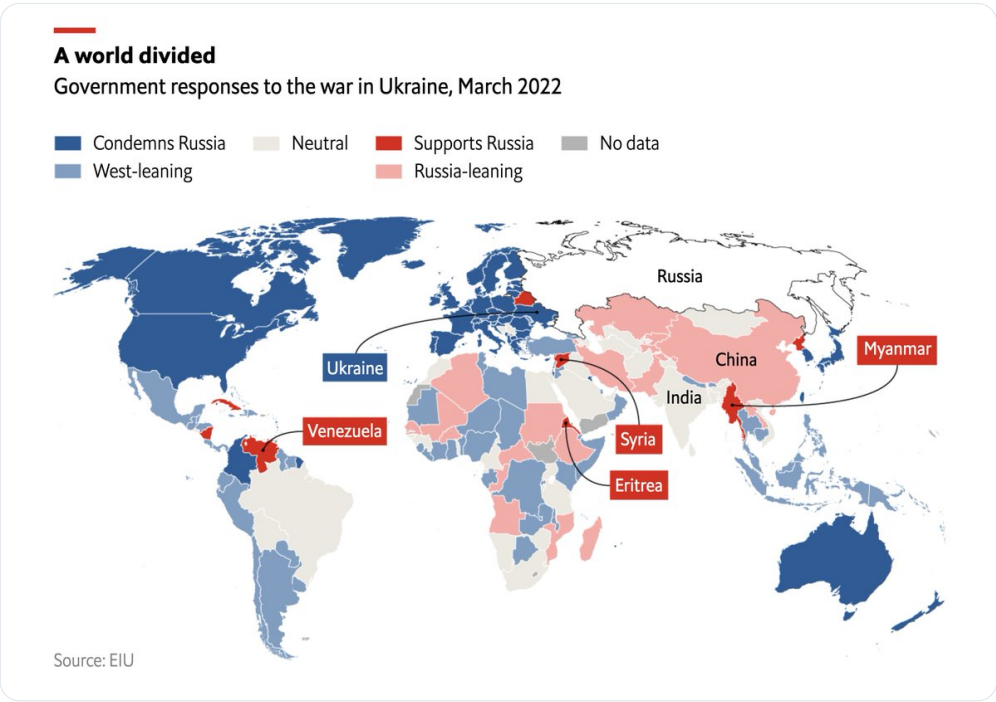 A world divided
Government responses to the war in Ukraine, March 2022
Condemns Russia
Neutral
Supports Russia
No data
West-leaning
Russia-leaning
Russia
Ukraine
China
Myanmar
India
Venezuela
Syria
Eritrea
Source: EIU